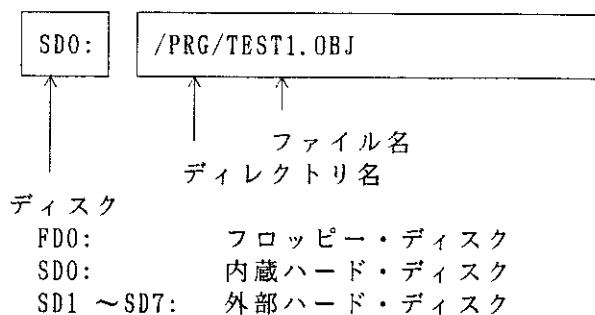 SD0: /PRG/TEST1.OBJ
ファイル名
ディレクトリ名
ディスク
FD0: フロッピー・ディスク
SD0: 内蔵ハード・ディスク
SD1 ～SD7: 外部ハード・ディスク